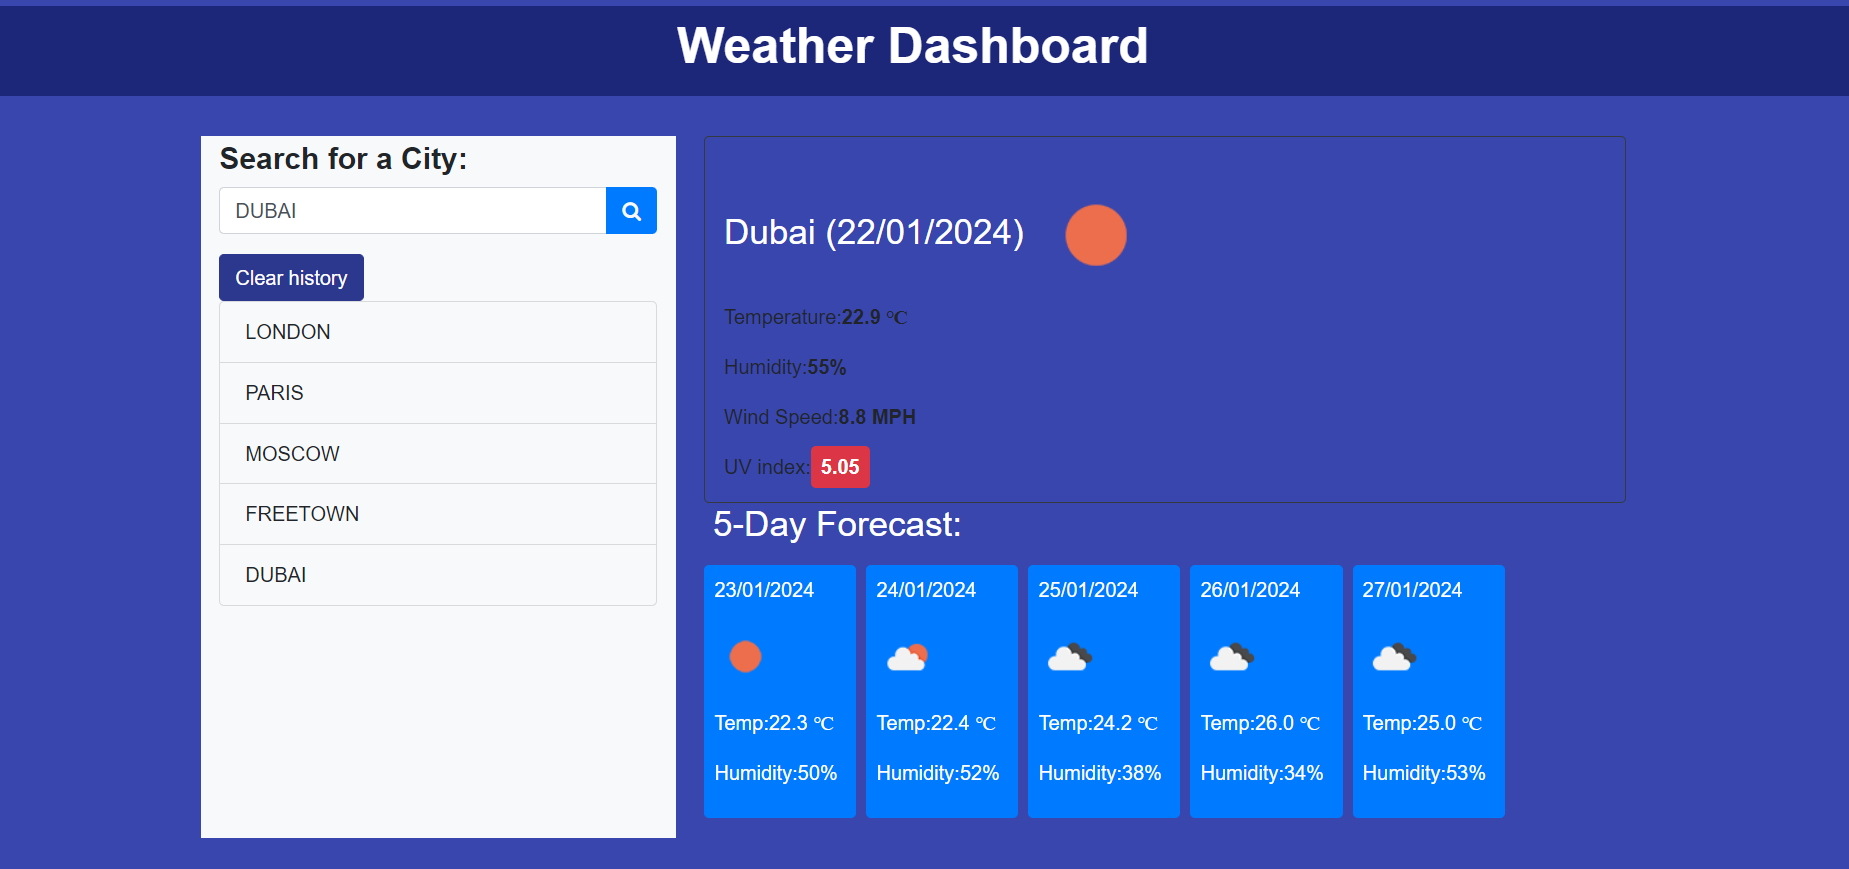 Weather Dashboard
Search for a City:
DUBAI
Clear history
LONDON
PARIS
MOSCOW
FREETOWN
DUBAI
Dubai (22/01/2024)
Temperature:22.9 ℃
Humidity:55%
Wind Speed:8.8 MPH
UV index: 5.05
5-Day Forecast:
23/01/2024
Temp:22.3 ℃
Humidity:50%
24/01/2024
Temp:22.4 ℃
Humidity:52%
25/01/2024
Temp:24.2 ℃
Humidity:38%
26/01/2024
Temp:26.0 ℃
Humidity:34%
27/01/2024
Temp:25.0 ℃
Humidity:53%